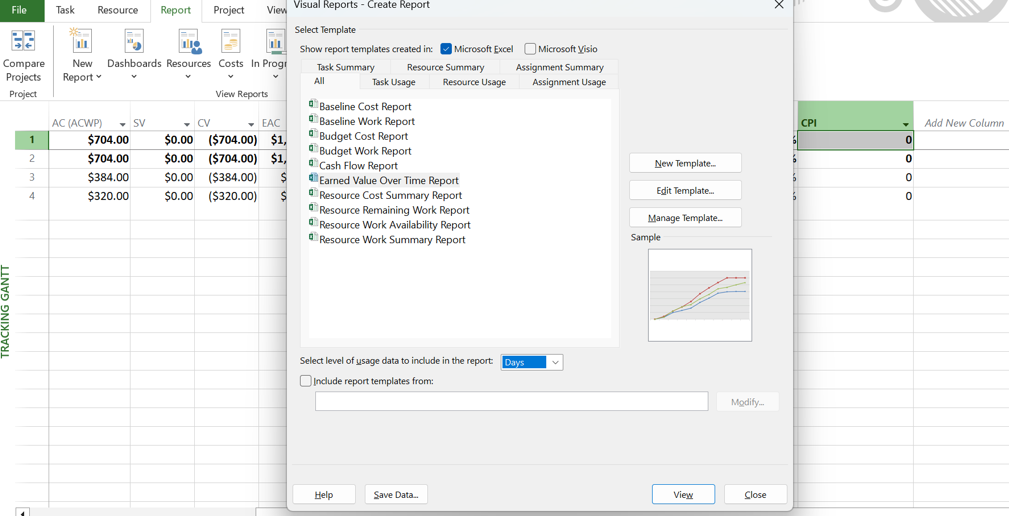 File Task Resource Report Project View
Compare Projects
New Report
Dashboards Resources Costs In Progr
Project View Reports
AC (ACWP) SV CV EAC CPI Add New Column
1 $704.00 $0.00 ($704.00) $1, % 0
2 $704.00 $0.00 ($704.00) $1, % 0
3 $384.00 $0.00 ($384.00) $ % 0
4 $320.00 $0.00 ($320.00) $ % 0
TRACKING GANTT
Visual Reports - Create Report
Select Template
Show report templates created in: Microsoft Excel Microsoft Visio
Task Summary Resource Summary Assignment Summary
All Task Usage Resource Usage Assignment Usage
Baseline Cost Report
Baseline Work Report
Budget Cost Report
Budget Work Report
Cash Flow Report
Earned Value Over Time Report
Resource Cost Summary Report
Resource Remaining Work Report
Resource Work Availability Report
Resource Work Summary Report
New Template...
Edit Template...
Manage Template...
Sample
Select level of usage data to include in the report: Days
Include report templates from:
Modify...
Help Save Data... View Close